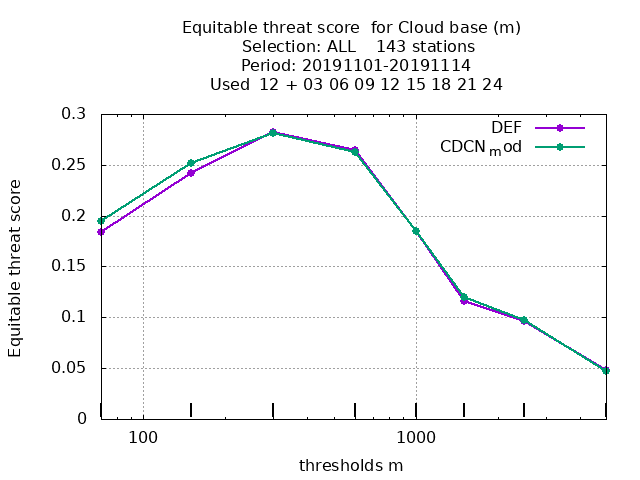 Equitable threat score  for Cloud base (m)
Selection: ALL    143 stations
Period: 20191101-20191114
Used  12 + 03 06 09 12 15 18 21 24
DEF
CDCNmod
0.3
0.25
0.2
0.15
0.1
0.05
0
Equitable threat score
100
1000
thresholds m